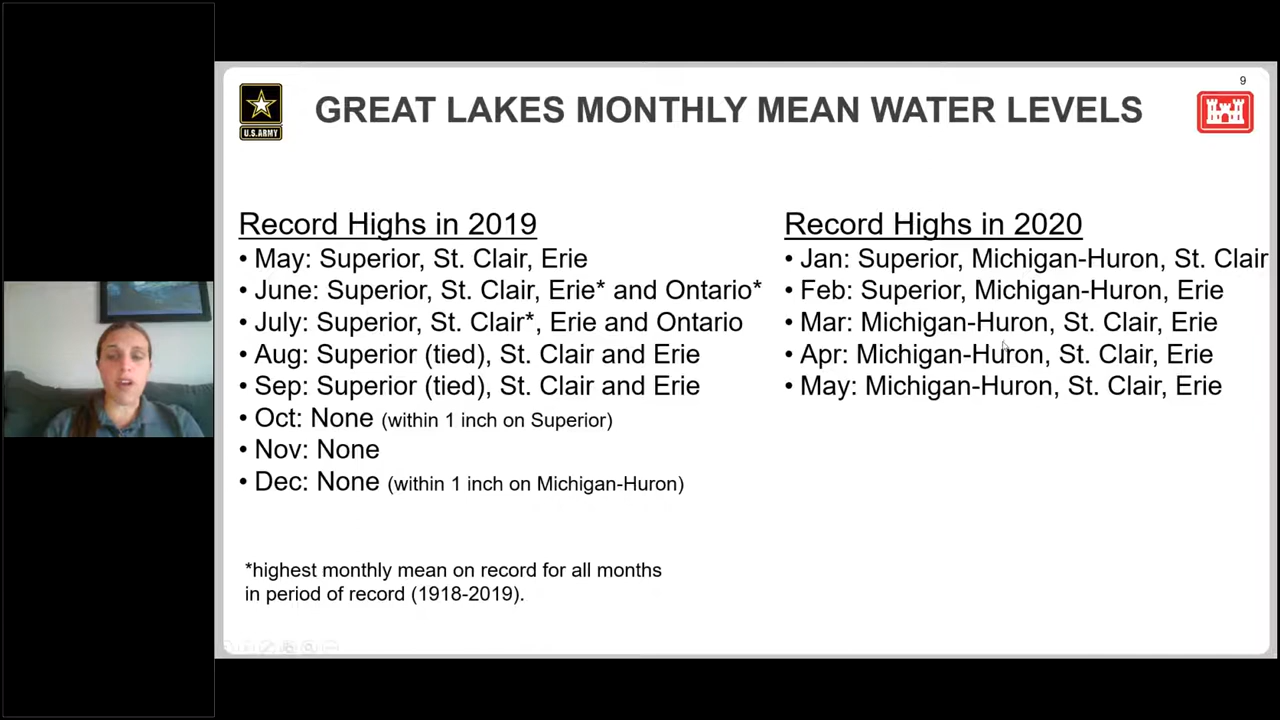 9
U.S.ARMY
GREAT LAKES MONTHLY MEAN WATER LEVELS
Record Highs in 2019
• May: Superior, St. Clair, Erie
• June: Superior, St. Clair, Erie* and Ontario*
• July: Superior, St. Clair*, Erie and Ontario
• Aug: Superior (tied), St. Clair and Erie
• Sep: Superior (tied), St. Clair and Erie
• Oct: None (within 1 inch on Superior)
• Nov: None
• Dec: None (within 1 inch on Michigan-Huron)
*highest monthly mean on record for all months
in period of record (1918-2019).
Record Highs in 2020
• Jan: Superior, Michigan-Huron, St. Clair
• Feb: Superior, Michigan-Huron, Erie
• Mar: Michigan-Huron, St. Clair, Erie
• Apr: Michigan-Huron, St. Clair, Erie
• May: Michigan-Huron, St. Clair, Erie